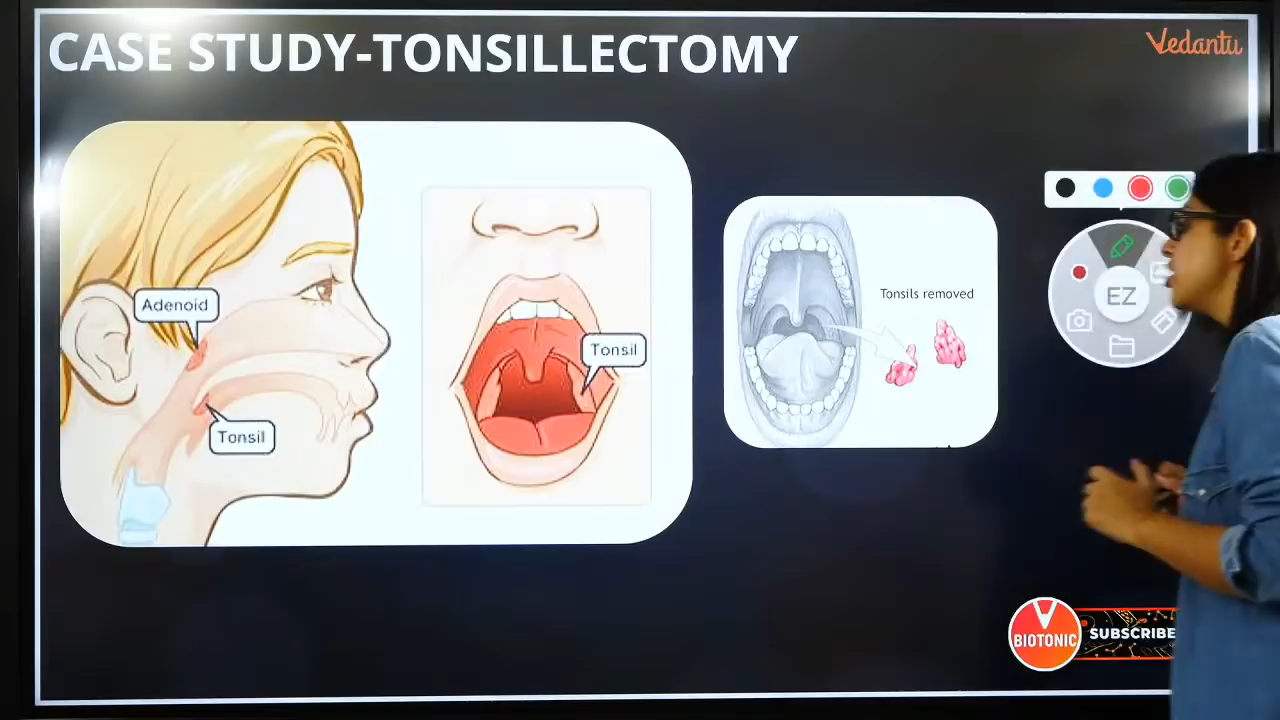 CASE STUDY-TONSILLECTOMY
Vedantu
Adenoid
Tonsil
Tonsil
Tonsils removed
EZ
BIOTONIC
SUBSCRIBE